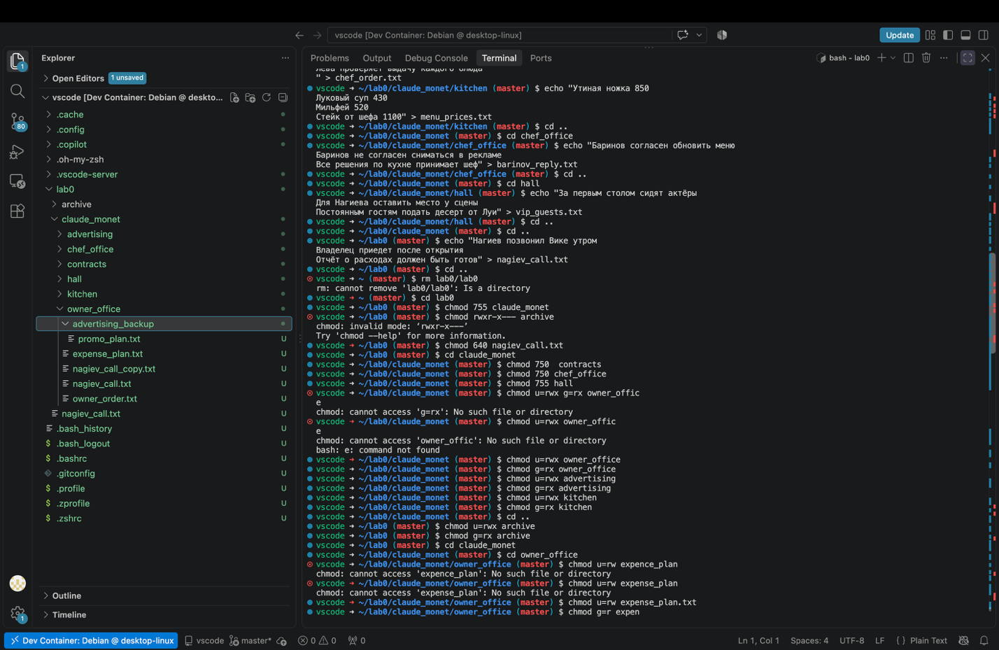 vscode [Dev Container: Debian @ desktop-linux]
Update
Explorer
Problems Output Debug Console Terminal Ports
bash - lab0
Open Editors 1 unsaved
vscode [Dev Container: Debian @ deskto...
.cache
.config
.copilot
.oh-my-zsh
.vscode-server
lab0
archive
claude_monet
advertising
chef_office
contracts
hall
kitchen
owner_office
advertising_backup
promo_plan.txt U
expense_plan.txt U
nagiev_call_copy.txt U
nagiev_call.txt U
owner_order.txt U
nagiev_call.txt U
.bash_history U
$ .bash_logout U
$ .bashrc U
.gitconfig U
$ .profile U
$ .zprofile U
$ .zshrc U
Outline
Timeline
1
80
1
Лева проверяет выдачу каждого блюда
" > chef_order.txt
vscode → ~/lab0/claude_monet/kitchen (master) $ echo "Утиная ножка 850
Луковый суп 430
Мильфей 520
Стейк от шефа 1100" > menu_prices.txt
vscode → ~/lab0/claude_monet/kitchen (master) $ cd ..
vscode → ~/lab0/claude_monet (master) $ cd chef_office
vscode → ~/lab0/claude_monet/chef_office (master) $ echo "Баринов согласен обновить меню
Баринов не согласен сниматься в рекламе
Все решения по кухне принимает шеф" > barinov_reply.txt
vscode → ~/lab0/claude_monet/chef_office (master) $ cd ..
vscode → ~/lab0/claude_monet (master) $ cd hall
vscode → ~/lab0/claude_monet/hall (master) $ echo "За первым столом сидят актёры
Для Нагиева оставить место у сцены
Постоянным гостям подать десерт от Луи" > vip_guests.txt
vscode → ~/lab0/claude_monet/hall (master) $ cd ..
vscode → ~/lab0/claude_monet (master) $ cd ..
vscode → ~/lab0 (master) $ echo "Нагиев позвонил Вике утром
Владелец приедет после открытия
Отчёт о расходах должен быть готов" > nagiev_call.txt
vscode → ~/lab0 (master) $ cd ..
vscode → ~ (master) $ rm lab0/lab0
rm: cannot remove 'lab0/lab0': Is a directory
vscode → ~ (master) $ cd lab0
vscode → ~/lab0 (master) $ chmod 755 claude_monet
vscode → ~/lab0 (master) $ chmod rwxr-x--- archive
chmod: invalid mode: ‘rwxr-x---’
Try 'chmod --help' for more information.
vscode → ~/lab0 (master) $ chmod 640 nagiev_call.txt
vscode → ~/lab0 (master) $ cd claude_monet
vscode → ~/lab0/claude_monet (master) $ chmod 750  contracts
vscode → ~/lab0/claude_monet (master) $ chmod 750 chef_office
vscode → ~/lab0/claude_monet (master) $ chmod 755 hall
vscode → ~/lab0/claude_monet (master) $ chmod u=rwx g=rx owner_offic
e
chmod: cannot access 'g=rx': No such file or directory
vscode → ~/lab0/claude_monet (master) $ chmod u=rwx owner_offic
e
chmod: cannot access 'owner_offic': No such file or directory
bash: e: command not found
vscode → ~/lab0/claude_monet (master) $ chmod u=rwx owner_office
vscode → ~/lab0/claude_monet (master) $ chmod g=rx owner_office
vscode → ~/lab0/claude_monet (master) $ chmod u=rwx advertising
vscode → ~/lab0/claude_monet (master) $ chmod g=rx advertising
vscode → ~/lab0/claude_monet (master) $ chmod u=rwx kitchen
vscode → ~/lab0/claude_monet (master) $ chmod g=rx kitchen
vscode → ~/lab0/claude_monet (master) $ cd ..
vscode → ~/lab0 (master) $ chmod u=rwx archive
vscode → ~/lab0 (master) $ chmod g=rx archive
vscode → ~/lab0 (master) $ cd claude_monet
vscode → ~/lab0/claude_monet (master) $ cd owner_office
vscode → ~/lab0/claude_monet/owner_office (master) $ chmod u=rw expence_plan
chmod: cannot access 'expence_plan': No such file or directory
vscode → ~/lab0/claude_monet/owner_office (master) $ chmod u=rw expense_plan
chmod: cannot access 'expense_plan': No such file or directory
vscode → ~/lab0/claude_monet/owner_office (master) $ chmod u=rw expense_plan.txt
vscode → ~/lab0/claude_monet/owner_office (master) $ chmod g=r expen
Dev Container: Debian @ desktop-linux vscode master* 0 0 0 Ln 1, Col 1 Spaces: 4 UTF-8 LF { } Plain Text